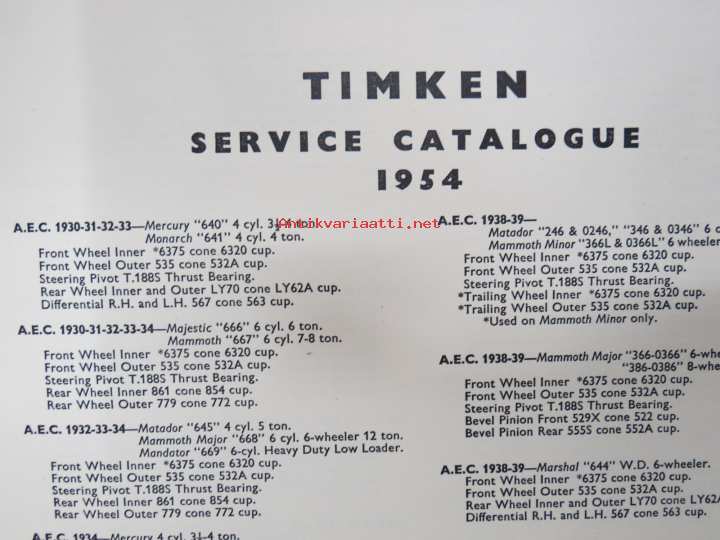 TIMKEN
SERVICE CATALOGUE
1954
A.E.C. 1930-31-32-33—Mercury "640" 4 cyl. 3½-4 ton.
Monarch "641" 4 cyl. 4 ton.
Front Wheel Inner *6375 cone 6320 cup.
Front Wheel Outer 535 cone 532A cup.
Steering Pivot T.188S Thrust Bearing.
Rear Wheel Inner and Outer LY70 cone LY62A cup.
Differential R.H. and L.H. 567 cone 563 cup.
A.E.C. 1930-31-32-33-34—Majestic "666" 6 cyl. 6 ton.
Mammoth "667" 6 cyl. 7-8 ton.
Front Wheel Inner *6375 cone 6320 cup.
Front Wheel Outer 535 cone 532A cup.
Steering Pivot T.188S Thrust Bearing.
Rear Wheel Inner 861 cone 854 cup.
Rear Wheel Outer 779 cone 772 cup.
A.E.C. 1932-33-34—Matador "645" 4 cyl. 5 ton.
Mammoth Major "668" 6 cyl. 6-wheeler 12 ton.
Mandator "669" 6-cyl. Heavy Duty Low Loader.
Front Wheel Inner *6375 cone 6320 cup.
Front Wheel Outer 535 cone 532A cup.
Steering Pivot T.188S Thrust Bearing.
Rear Wheel Inner 861 cone 854 cup.
Rear Wheel Outer 779 cone 772 cup.
A.E.C. 1934—Mercury 4 cyl. 3½-4 ton.
A.E.C. 1938-39—
Matador "246 & 0246," "346 & 0346" 6 c
Mammoth Minor "366L & 0366L" 6 wheeler
Front Wheel Inner *6375 cone 6320 cup.
Front Wheel Outer 535 cone 532A cup.
Steering Pivot T.188S Thrust Bearing.
*Trailing Wheel Inner *6375 cone 6320 cup.
*Trailing Wheel Outer 535 cone 532A cup.
*Used on Mammoth Minor only.
A.E.C. 1938-39—Mammoth Major "366-0366" 6-whe
"386-0386" 8-whe
Front Wheel Inner *6375 cone 6320 cup.
Front Wheel Outer 535 cone 532A cup.
Steering Pivot T.188S Thrust Bearing.
Bevel Pinion Front 529X cone 522 cup.
Bevel Pinion Rear 555S cone 552A cup.
A.E.C. 1938-39—Marshal "644" W.D. 6-wheeler.
Front Wheel Inner *6375 cone 6320 cup.
Front Wheel Outer 535 cone 532A cup.
Rear Wheel Inner and Outer LY70 cone LY62A
Differential R.H. and L.H. 567 cone 563 cup.
Antikvariaatti.net